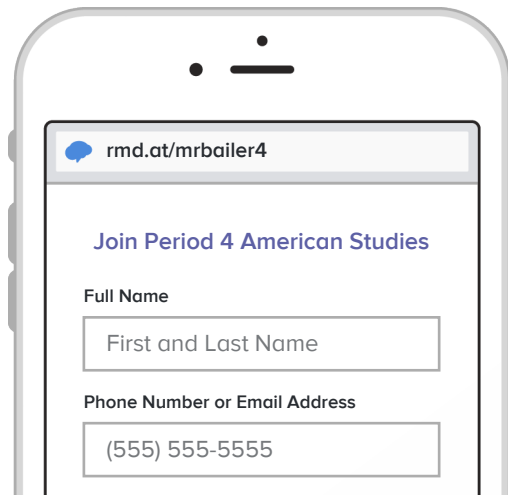 rmd.at/mrbailer4
Join Period 4 American Studies
Full Name
First and Last Name
Phone Number or Email Address
(555) 555-5555